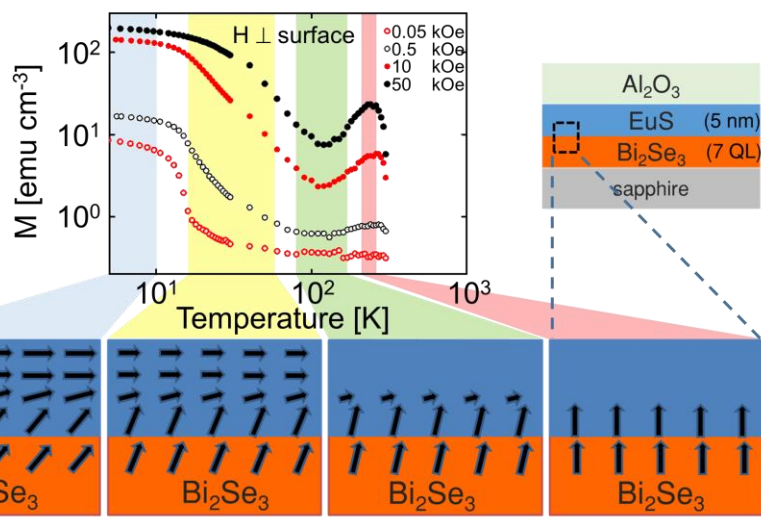 H ⊥ surface
0.05 kOe
0.5 kOe
10 kOe
50 kOe
M [emu cm⁻³]
10²
10¹
10⁰
10¹ 10² 10³
Temperature [K]
Al₂O₃
EuS (5 nm)
Bi₂Se₃ (7 QL)
sapphire
Se₃
Bi₂Se₃
Bi₂Se₃
Bi₂Se₃